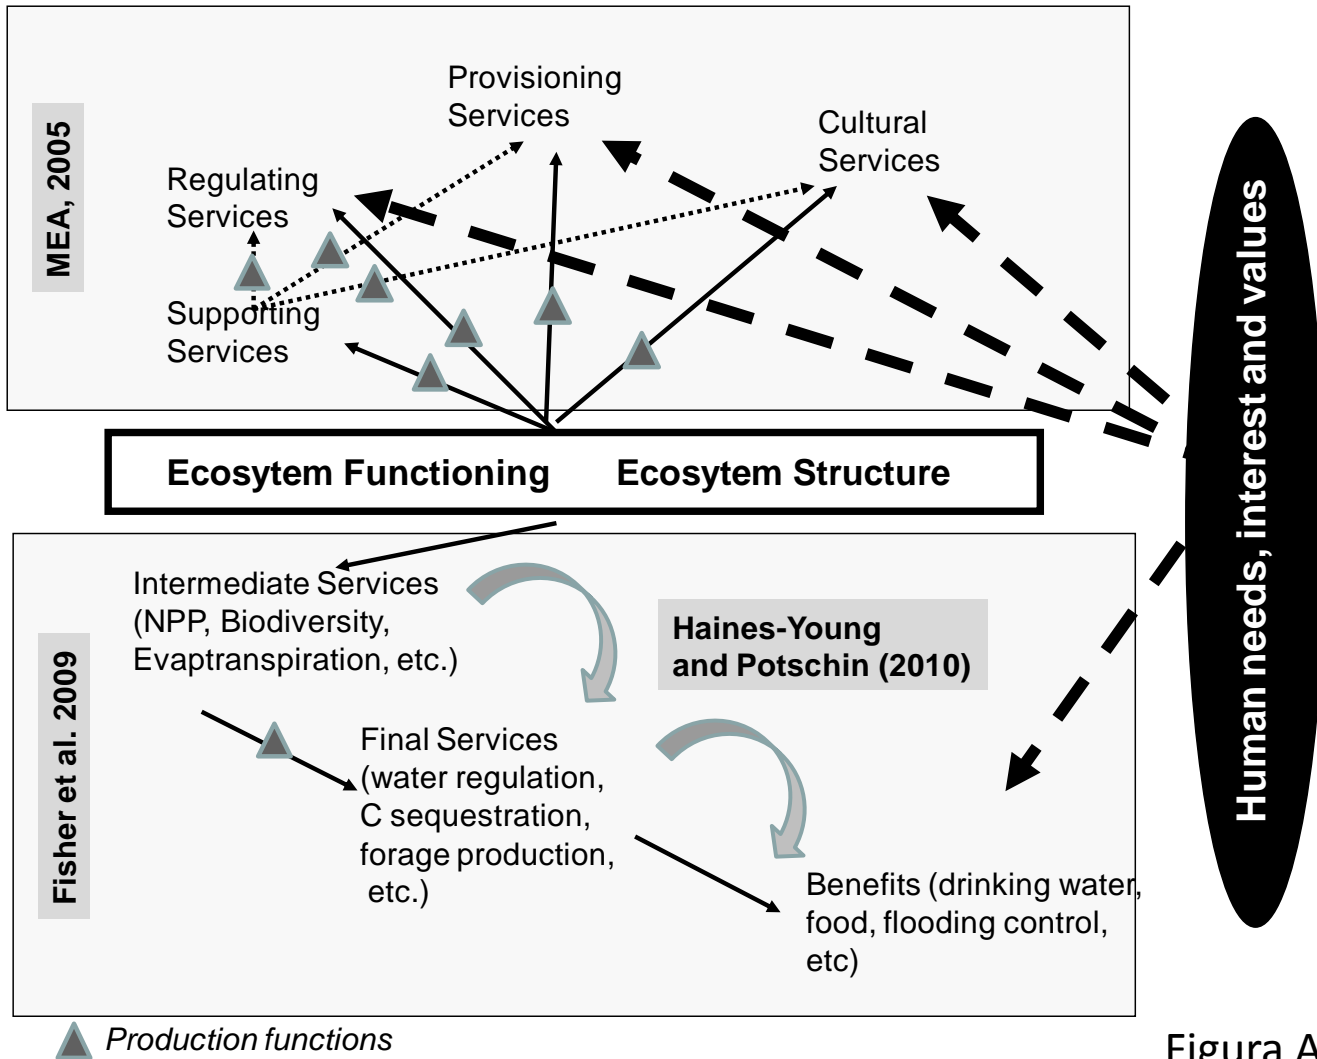 MEA, 2005
Provisioning
Services
Cultural
Services
Regulating
Services
Supporting
Services
Human needs, interest and values
Ecosytem Functioning Ecosytem Structure
Fisher et al. 2009
Intermediate Services
(NPP, Biodiversity,
Evaptranspiration, etc.)
Haines-Young
and Potschin (2010)
Final Services
(water regulation,
C sequestration,
forage production,
etc.)
Benefits (drinking water,
food, flooding control,
etc)
Production functions
Figura A